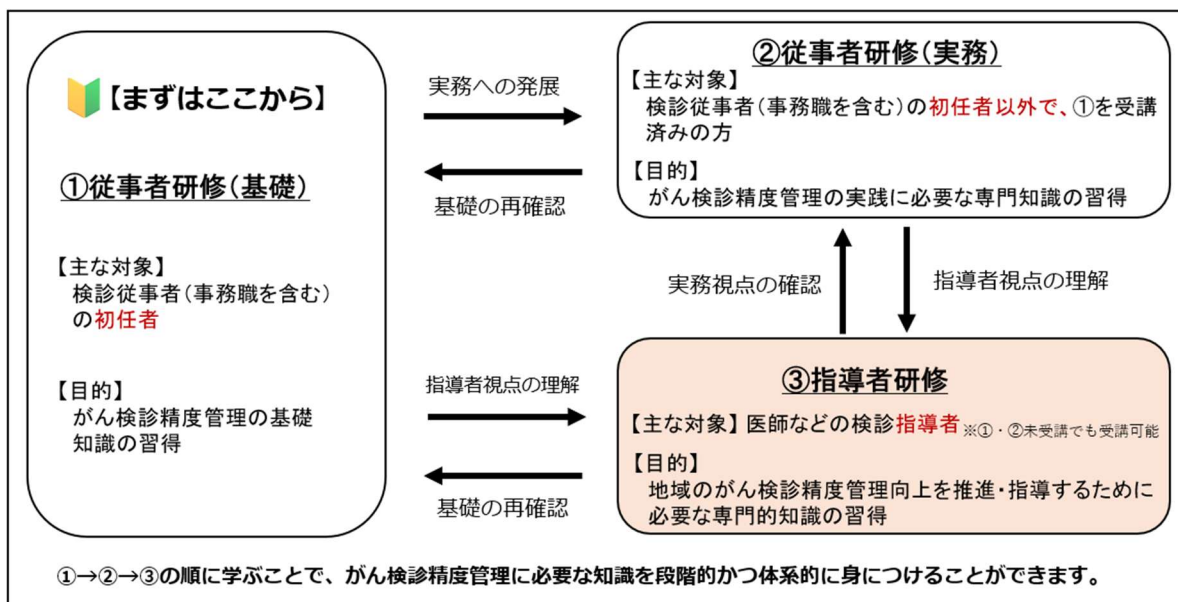 【まずはここから】
①従事者研修(基礎)
【主な対象】
検診従事者(事務職を含む)
の初任者
【目的】
がん検診精度管理の基礎
知識の習得
実務への発展
基礎の再確認
②従事者研修(実務)
【主な対象】
検診従事者(事務職を含む)の初任者以外で、①を受講
済みの方
【目的】
がん検診精度管理の実践に必要な専門知識の習得
実務視点の確認
指導者視点の理解
指導者視点の理解
基礎の再確認
③指導者研修
【主な対象】医師などの検診指導者※①・②未受講でも受講可能
【目的】
地域のがん検診精度管理向上を推進・指導するために
必要な専門的知識の習得
①→②→③の順に学ぶことで、がん検診精度管理に必要な知識を段階的かつ体系的に身につけることができます。